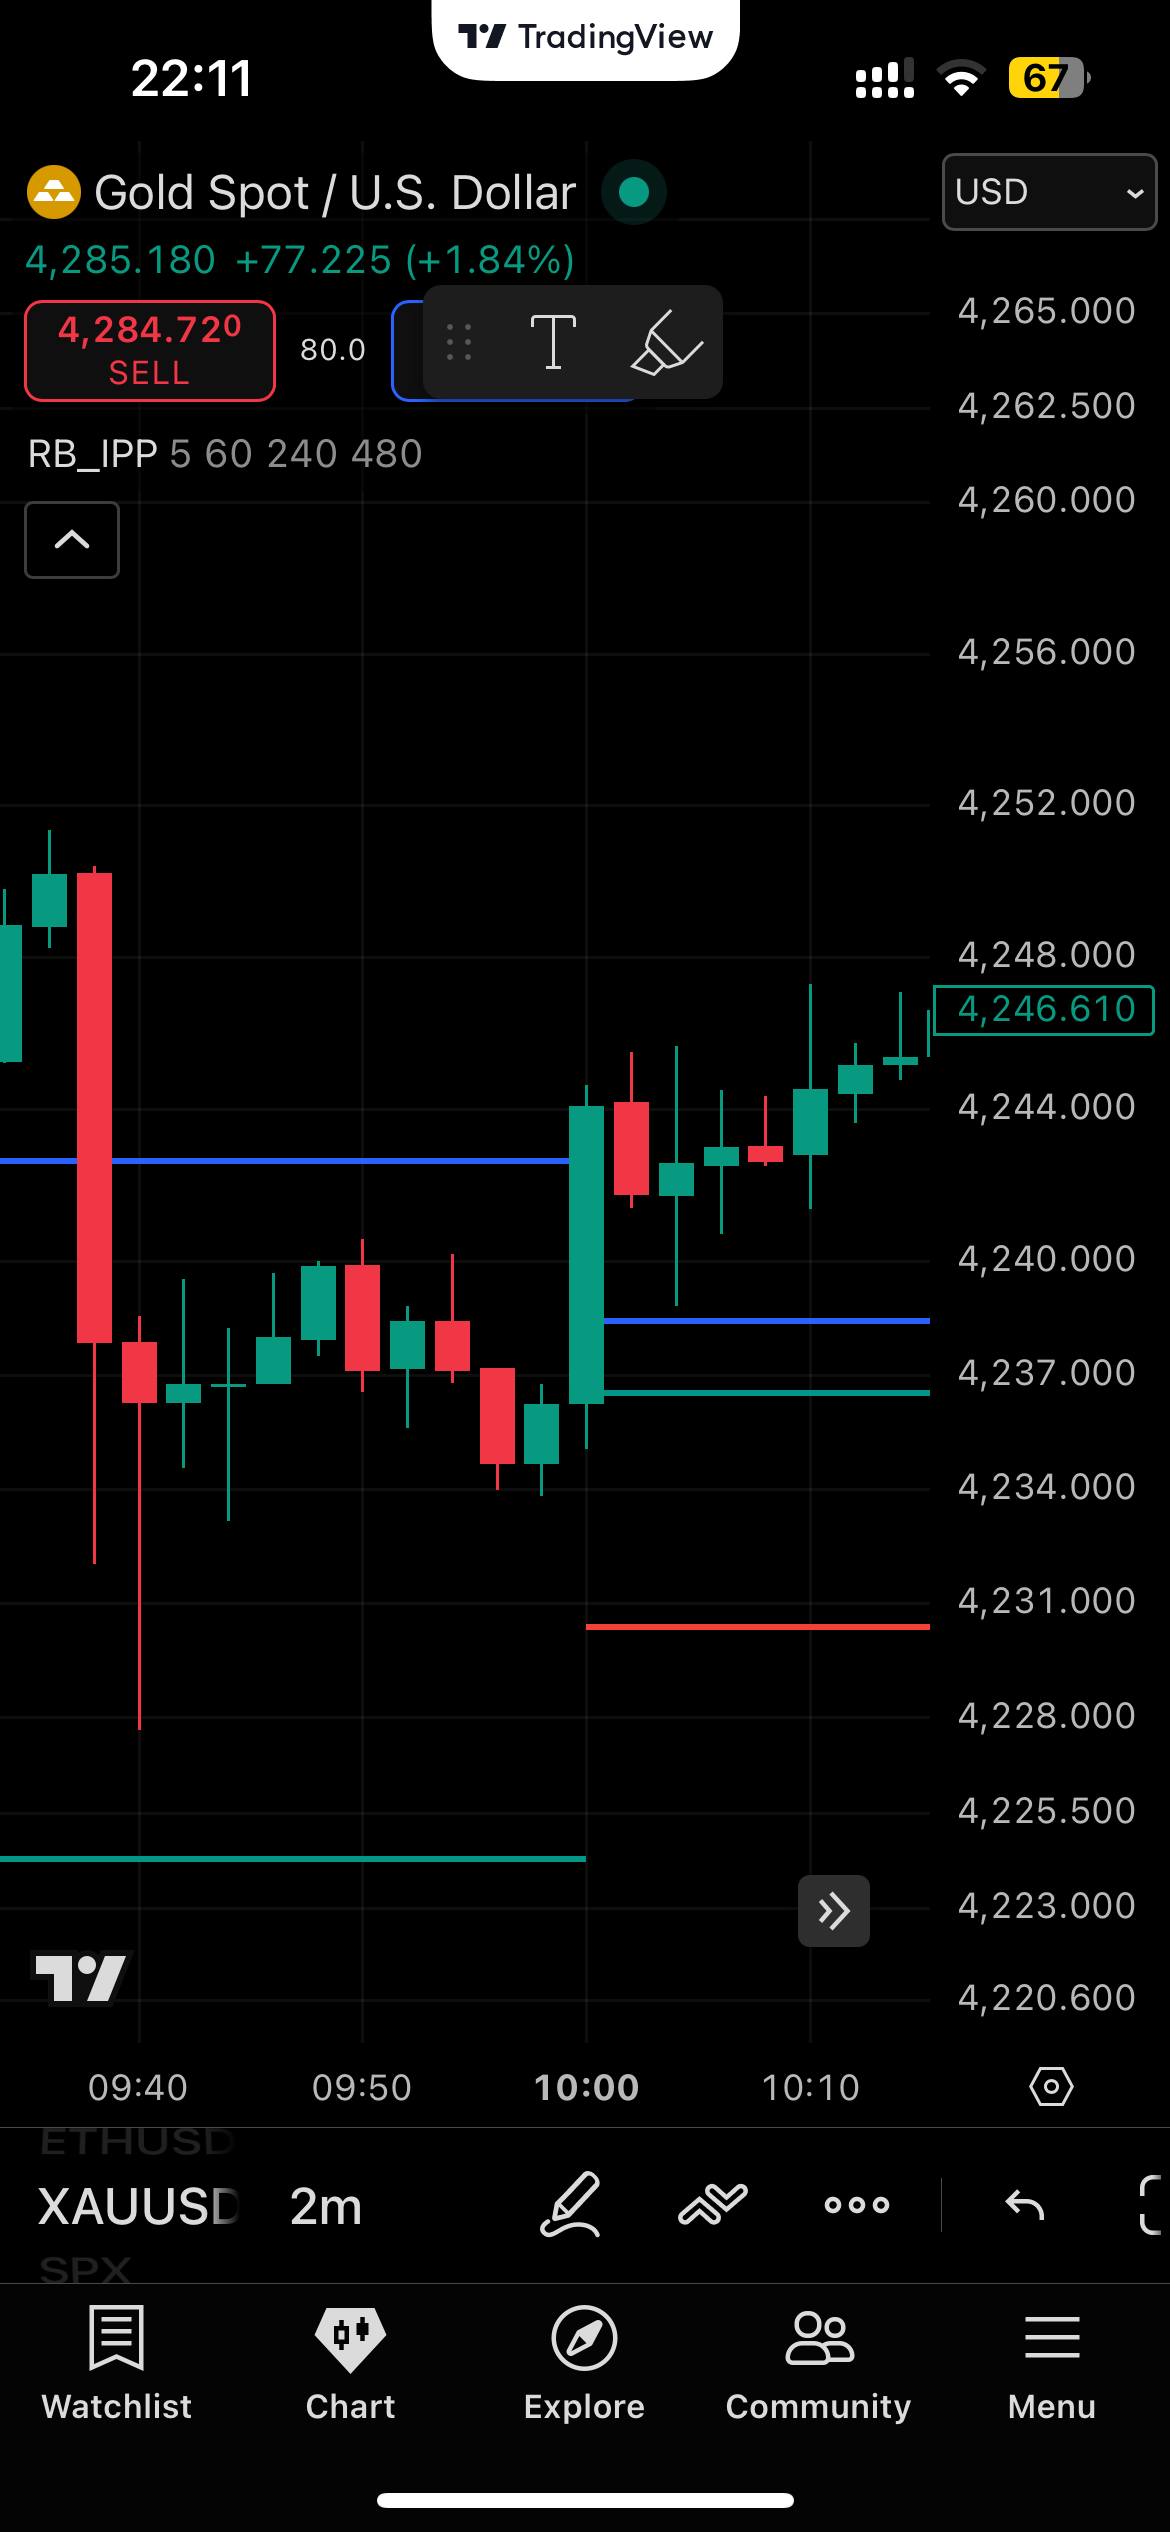 TradingView
22:11
67
Gold Spot / U.S. Dollar
USD
4,285.180 +77.225 (+1.84%)
4,284.720
SELL
80.0
RB_IPP 5 60 240 480
4,265.000
4,262.500
4,260.000
4,256.000
4,252.000
4,248.000
4,246.610
4,244.000
4,240.000
4,237.000
4,234.000
4,231.000
4,228.000
4,225.500
4,223.000
4,220.600
09:40 09:50 10:00 10:10
ETHUSD
XAUUSD 2m
SPX
Watchlist Chart Explore Community Menu